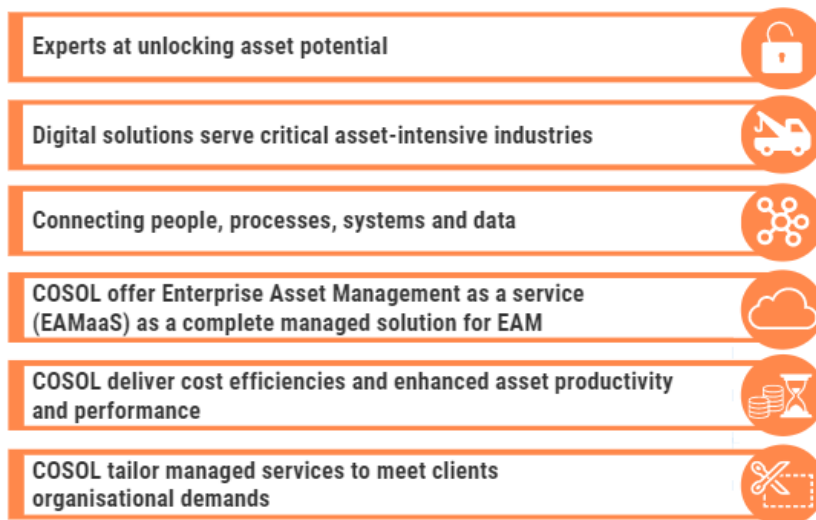 Experts at unlocking asset potential
Digital solutions serve critical asset-intensive industries
Connecting people, processes, systems and data
COSOL offer Enterprise Asset Management as a service
(EAMaaS) as a complete managed solution for EAM
COSOL deliver cost efficiencies and enhanced asset productivity
and performance
COSOL tailor managed services to meet clients
organisational demands